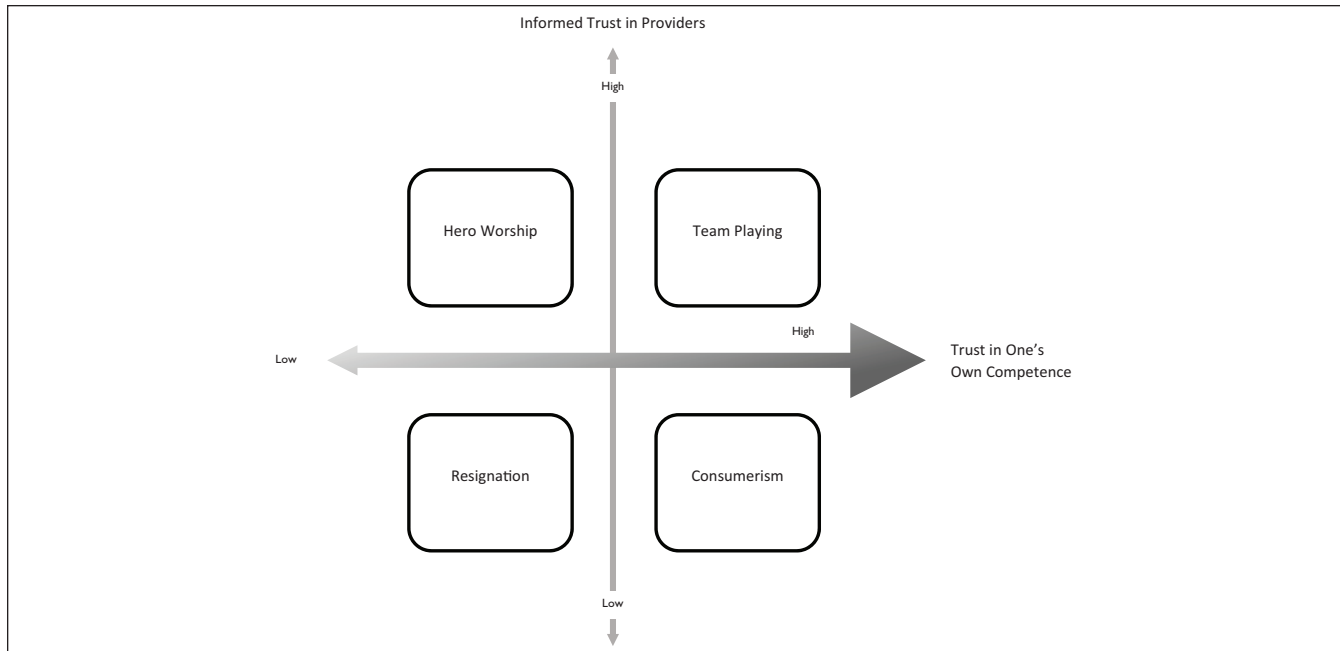 Informed Trust in Providers
High
Hero Worship
Team Playing
High
Low
Trust in One’s
Own Competence
Resignation
Consumerism
Low